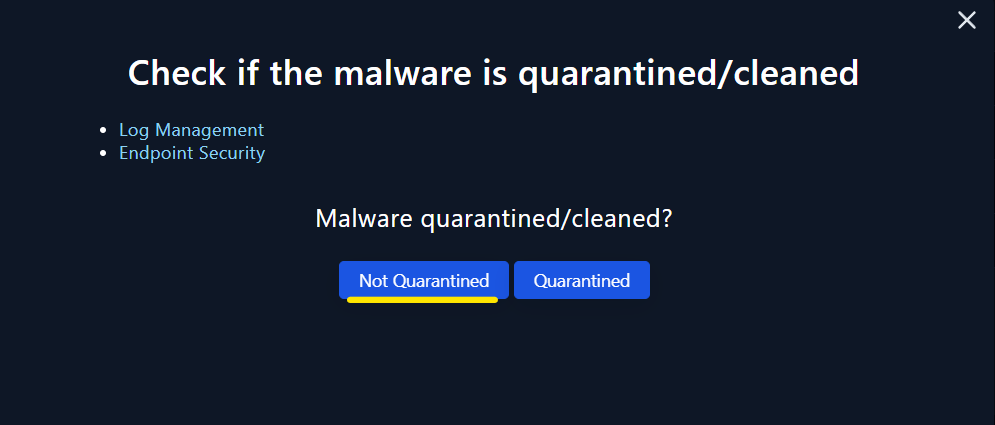 Check if the malware is quarantined/cleaned
Log Management
Endpoint Security
Malware quarantined/cleaned?
Not Quarantined
Quarantined